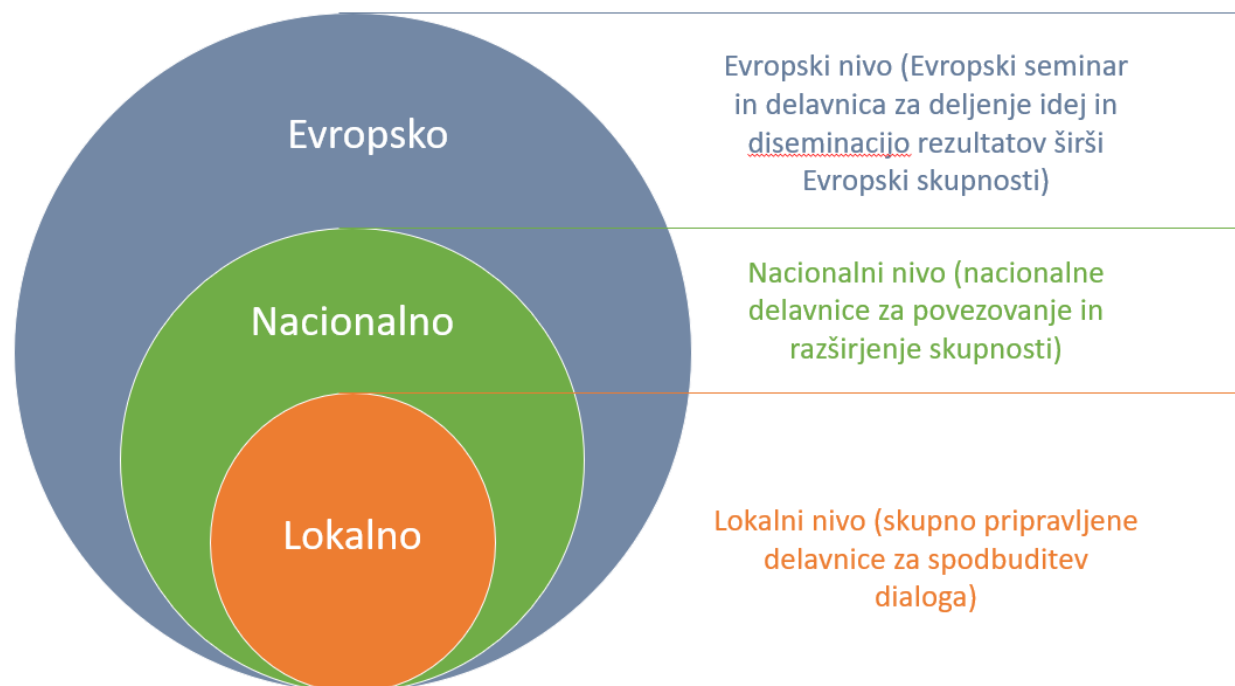 Evropsko
Evropski nivo (Evropski seminar
in delavnica za deljenje idej in
diseminacijo rezultatov širši
Evropski skupnosti)
Nacionalno
Nacionalni nivo (nacionalne
delavnice za povezovanje in
razširjenje skupnosti)
Lokalno
Lokalni nivo (skupno pripravljene
delavnice za spodbuditev
dialoga)